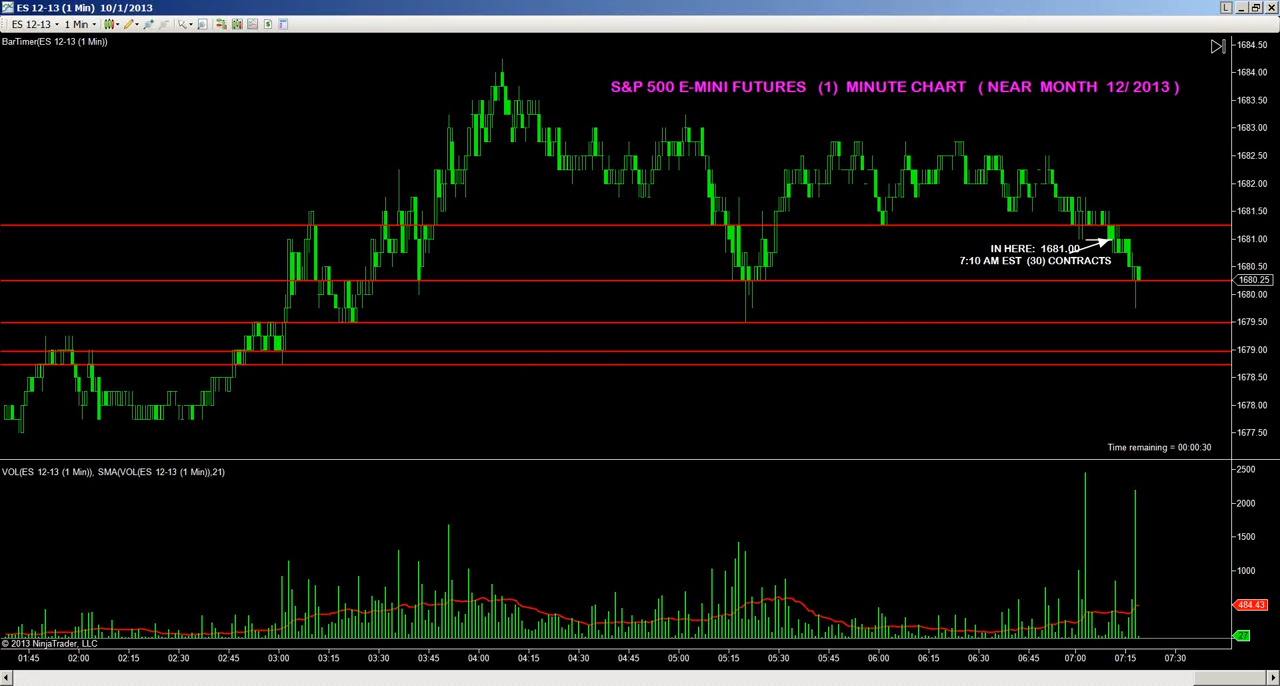 ES 12-13 (1 Min)  10/1/2013
L
ES 12-13 1 Min
BarTimer(ES 12-13 (1 Min))
S&P 500 E-MINI FUTURES (1) MINUTE CHART ( NEAR MONTH 12/ 2013 )
1684.50
1684.00
1683.50
1683.00
1682.50
1682.00
1681.50
1681.00
1680.50
1680.25
1680.00
1679.50
1679.00
1678.50
1678.00
1677.50
IN HERE: 1681.00
7:10 AM EST (30) CONTRACTS
Time remaining = 00:00:30
VOL(ES 12-13 (1 Min)), SMA(VOL(ES 12-13 (1 Min)),21)
2500
2000
1500
1000
484.43
27
© 2013 NinjaTrader, LLC
01:45 02:00 02:15 02:30 02:45 03:00 03:15 03:30 03:45 04:00 04:15 04:30 04:45 05:00 05:15 05:30 05:45 06:00 06:15 06:30 06:45 07:00 07:15 07:30